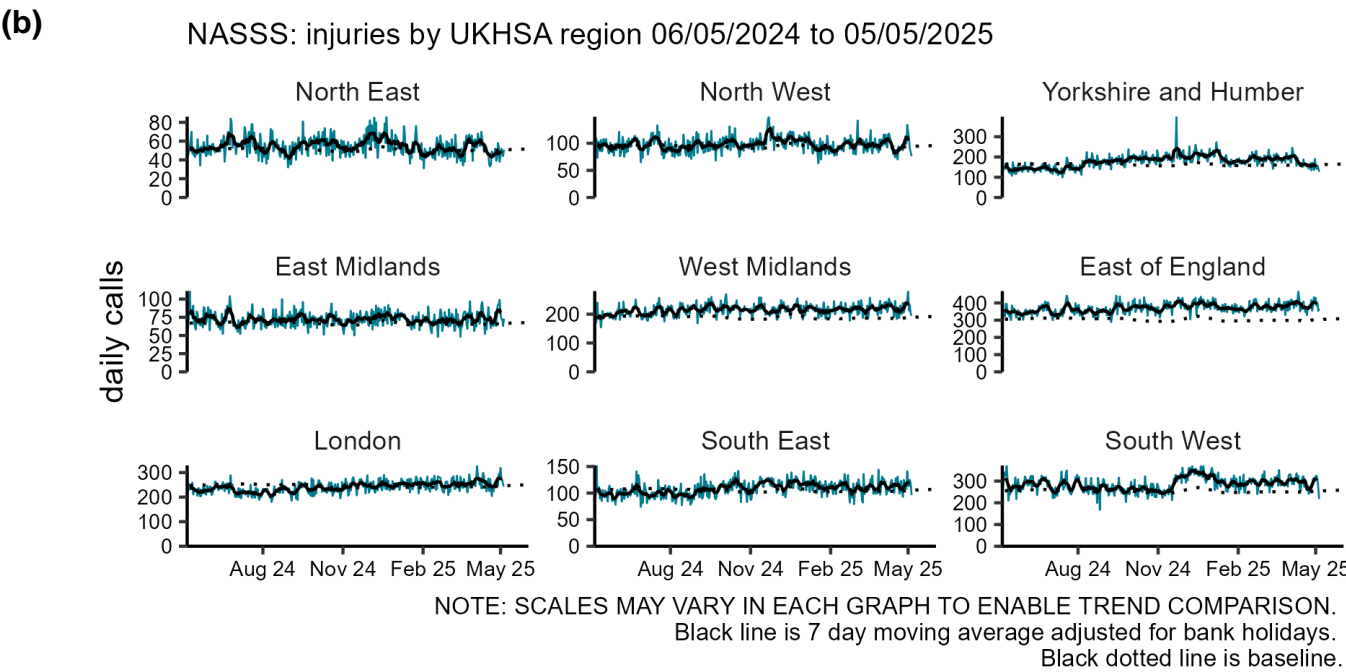 (b)
NASSS: injuries by UKHSA region 06/05/2024 to 05/05/2025
North East
North West
Yorkshire and Humber
80
60
40
20
0
100
50
0
300
200
100
0
daily calls
East Midlands
West Midlands
East of England
100
75
50
25
0
200
100
0
400
300
200
100
0
London
South East
South West
300
200
100
0
150
100
50
0
300
200
100
0
Aug 24 Nov 24 Feb 25 May 25
Aug 24 Nov 24 Feb 25 May 25
Aug 24 Nov 24 Feb 25 May 25
NOTE: SCALES MAY VARY IN EACH GRAPH TO ENABLE TREND COMPARISON.
Black line is 7 day moving average adjusted for bank holidays.
Black dotted line is baseline.